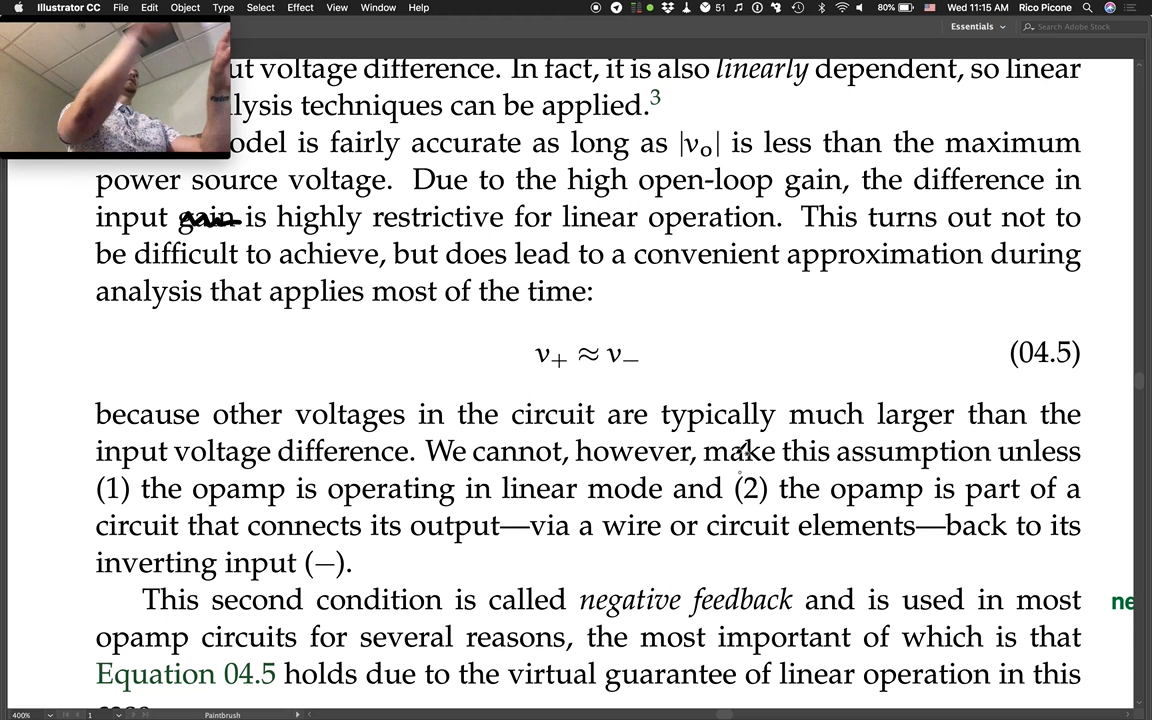 Illustrator CC File Edit Object Type Select Effect View Window Help 51 80% Wed 11:15 AM Rico Picone
Essentials Search Adobe Stock
ut voltage difference. In fact, it is also linearly dependent, so linear
lysis techniques can be applied.3
odel is fairly accurate as long as |vo| is less than the maximum
power source voltage. Due to the high open-loop gain, the difference in
input gain is highly restrictive for linear operation. This turns out not to
be difficult to achieve, but does lead to a convenient approximation during
analysis that applies most of the time:
v+ ≈ v− (04.5)
because other voltages in the circuit are typically much larger than the
input voltage difference. We cannot, however, make this assumption unless
(1) the opamp is operating in linear mode and (2) the opamp is part of a
circuit that connects its output—via a wire or circuit elements—back to its
inverting input (−).
This second condition is called negative feedback and is used in most ne
opamp circuits for several reasons, the most important of which is that
Equation 04.5 holds due to the virtual guarantee of linear operation in this
400% 1 Paintbrush